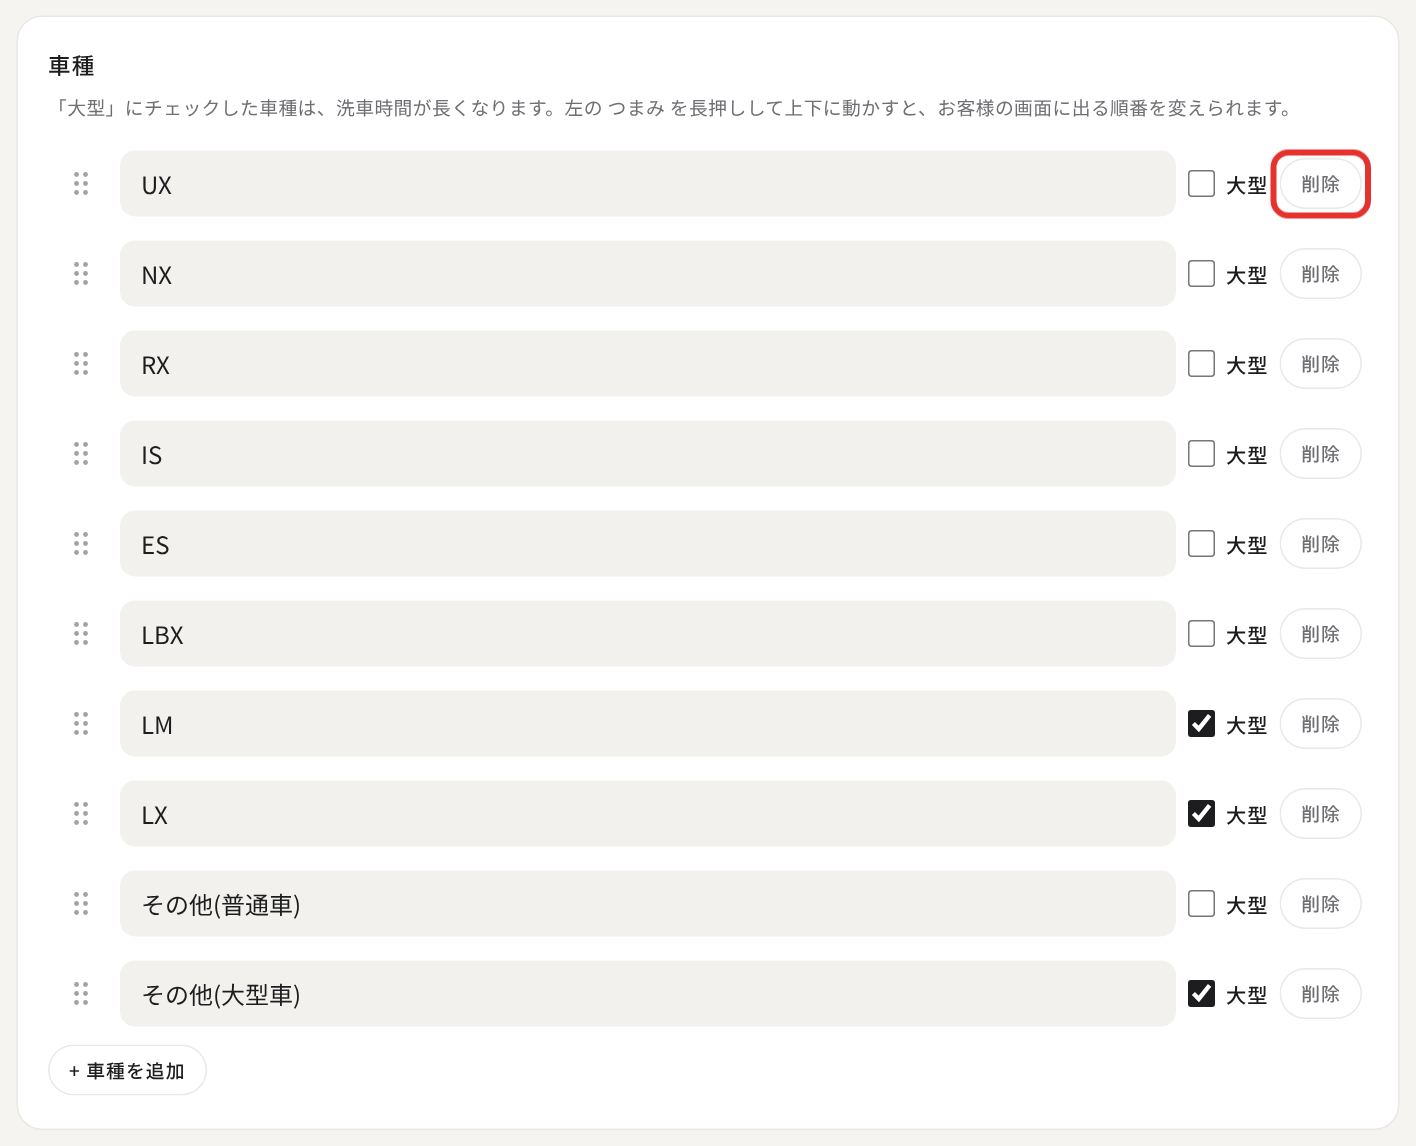 車種
「大型」にチェックした車種は、洗車時間が長くなります。左の つまみ を長押しして上下に動かすと、お客様の画面に出る順番を変えられます。
UX 大型 削除
NX 大型 削除
RX 大型 削除
IS 大型 削除
ES 大型 削除
LBX 大型 削除
LM 大型 削除
LX 大型 削除
その他(普通車) 大型 削除
その他(大型車) 大型 削除
+ 車種を追加